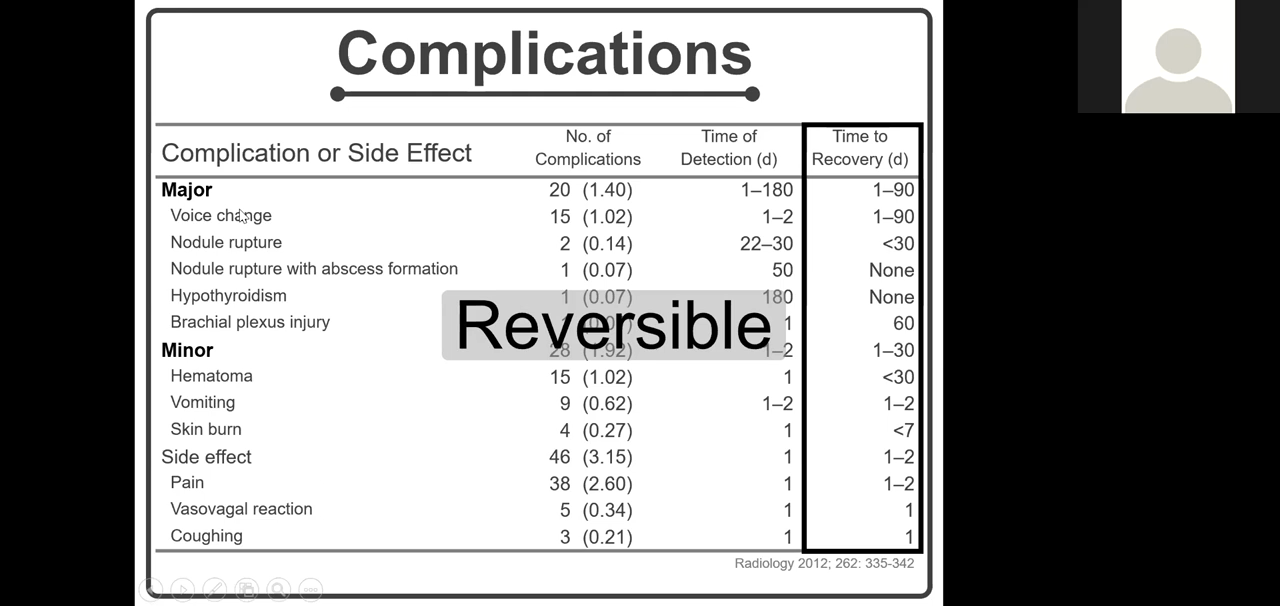 Complications
Complication or Side Effect No. of Complications Time of Detection (d) Time to Recovery (d)
Major 20 (1.40) 1–180 1–90
Voice change 15 (1.02) 1–2 1–90
Nodule rupture 2 (0.14) 22–30 <30
Nodule rupture with abscess formation 1 (0.07) 50 None
Hypothyroidism 1 (0.07) 180 None
Reversible
Brachial plexus injury 1 60
Minor 28 (1.92) 1–2 1–30
Hematoma 15 (1.02) 1 <30
Vomiting 9 (0.62) 1–2 1–2
Skin burn 4 (0.27) 1 <7
Side effect 46 (3.15) 1 1–2
Pain 38 (2.60) 1 1–2
Vasovagal reaction 5 (0.34) 1 1
Coughing 3 (0.21) 1 1
Radiology 2012; 262: 335-342